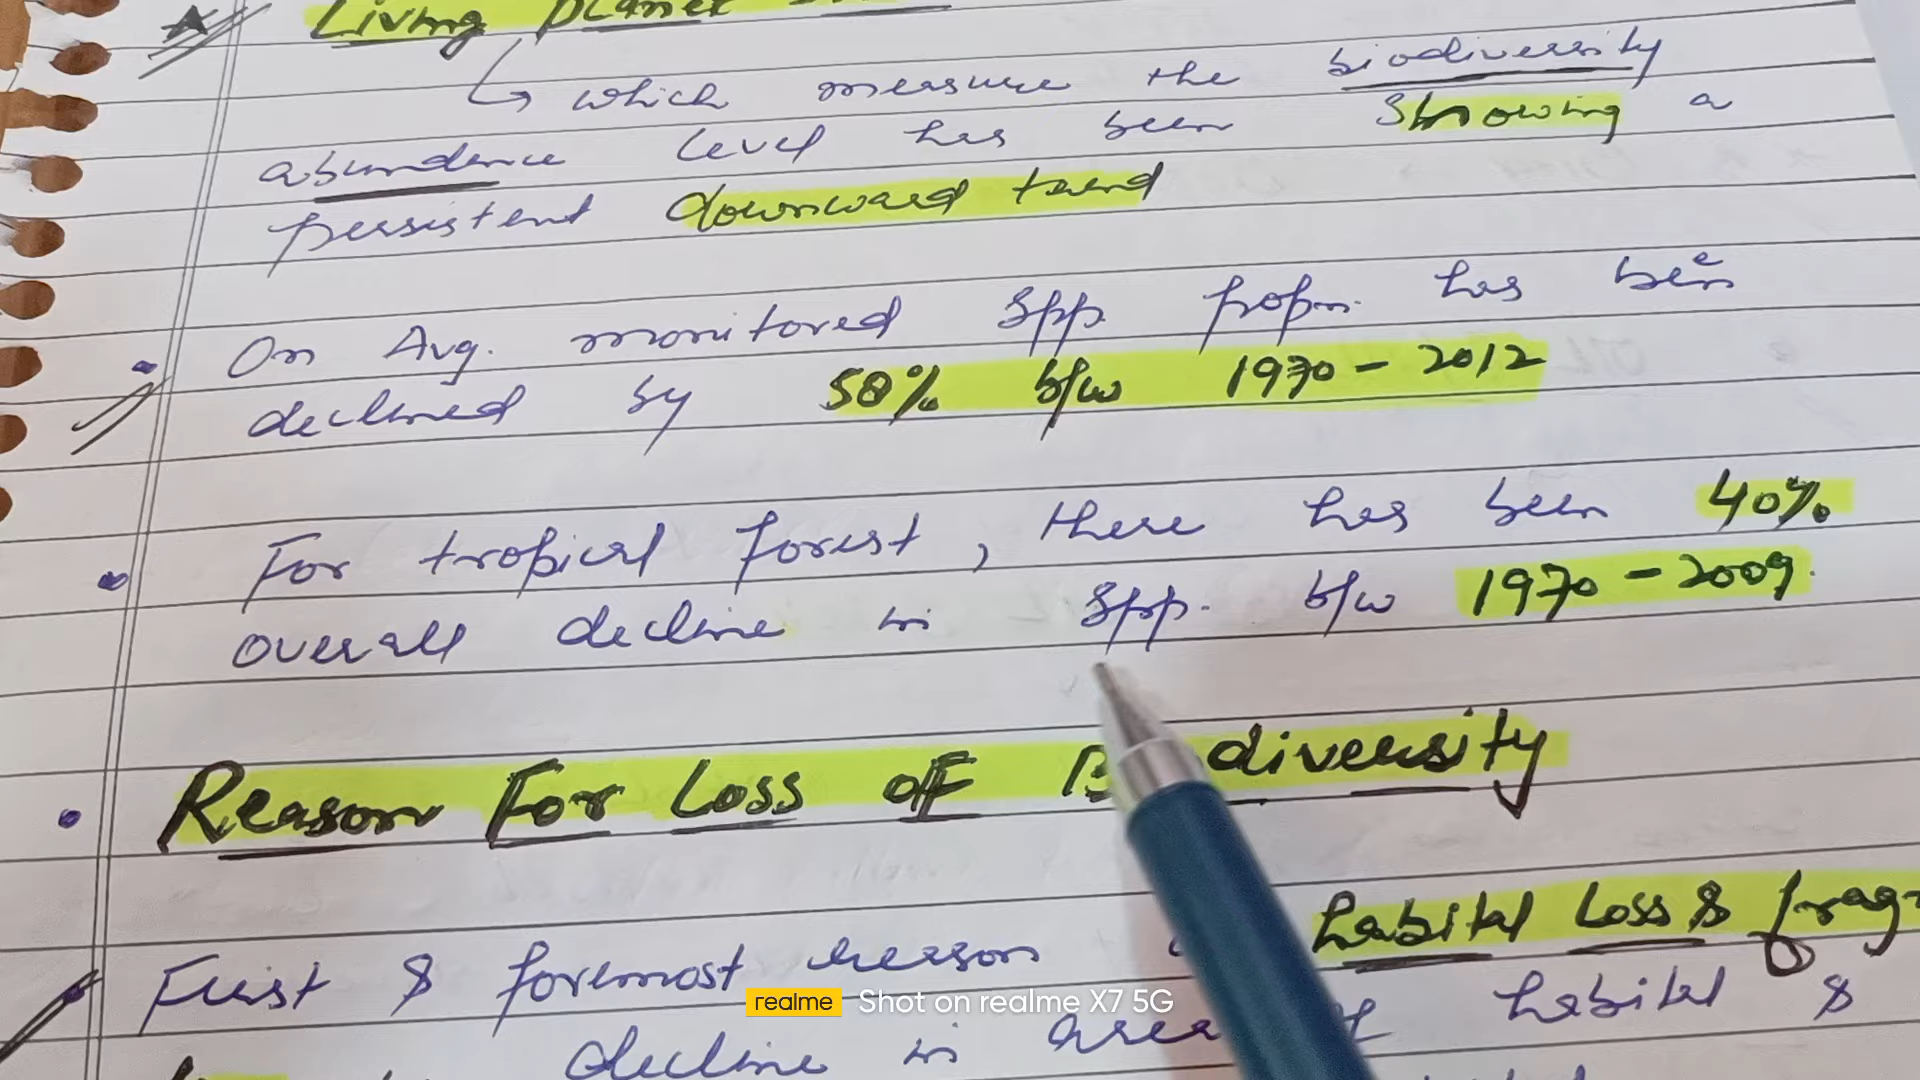 Living Planet
which measure the biodiversity
abundence level has been showing a
persistent downward trend
On Avg. monitored Spp. popn. has been
declined by 58% b/w 1970 - 2012
For tropical forest, there has been 40%
overall decline in Spp. b/w 1970 - 2009.
Reason For Loss of Biodiversity
First & foremost reason habitat Loss & frag
decline in area of habitat &
realme Shot on realme X7 5G